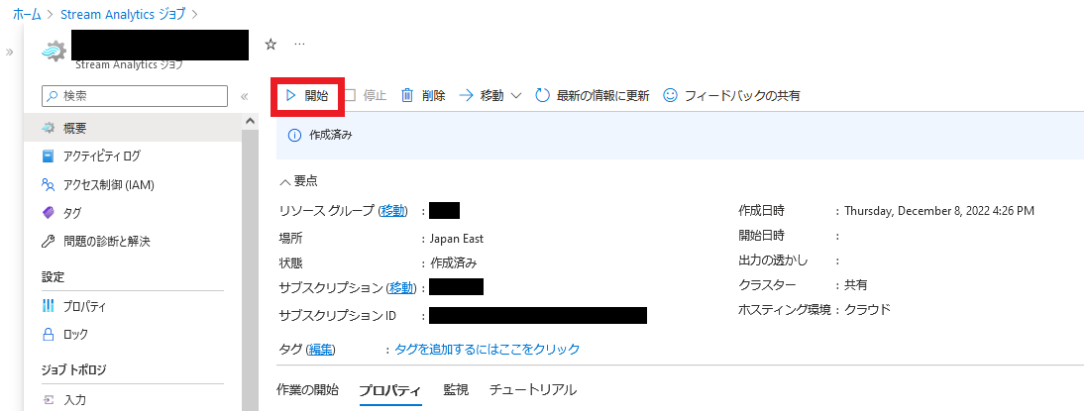 ホーム > Stream Analytics ジョブ >
Stream Analytics ジョブ
検索
概要
アクティビティ ログ
アクセス制御 (IAM)
タグ
問題の診断と解決
設定
プロパティ
ロック
ジョブ トポロジ
入力
開始 停止 削除 移動 最新の情報に更新 フィードバックの共有
作成済み
要点
リソース グループ (移動) :
場所 : Japan East
状態 : 作成済み
サブスクリプション (移動) :
サブスクリプション ID :
作成日時 : Thursday, December 8, 2022 4:26 PM
開始日時 :
出力の透かし :
クラスター : 共有
ホスティング環境 : クラウド
タグ (編集) : タグを追加するにはここをクリック
作業の開始 プロパティ 監視 チュートリアル